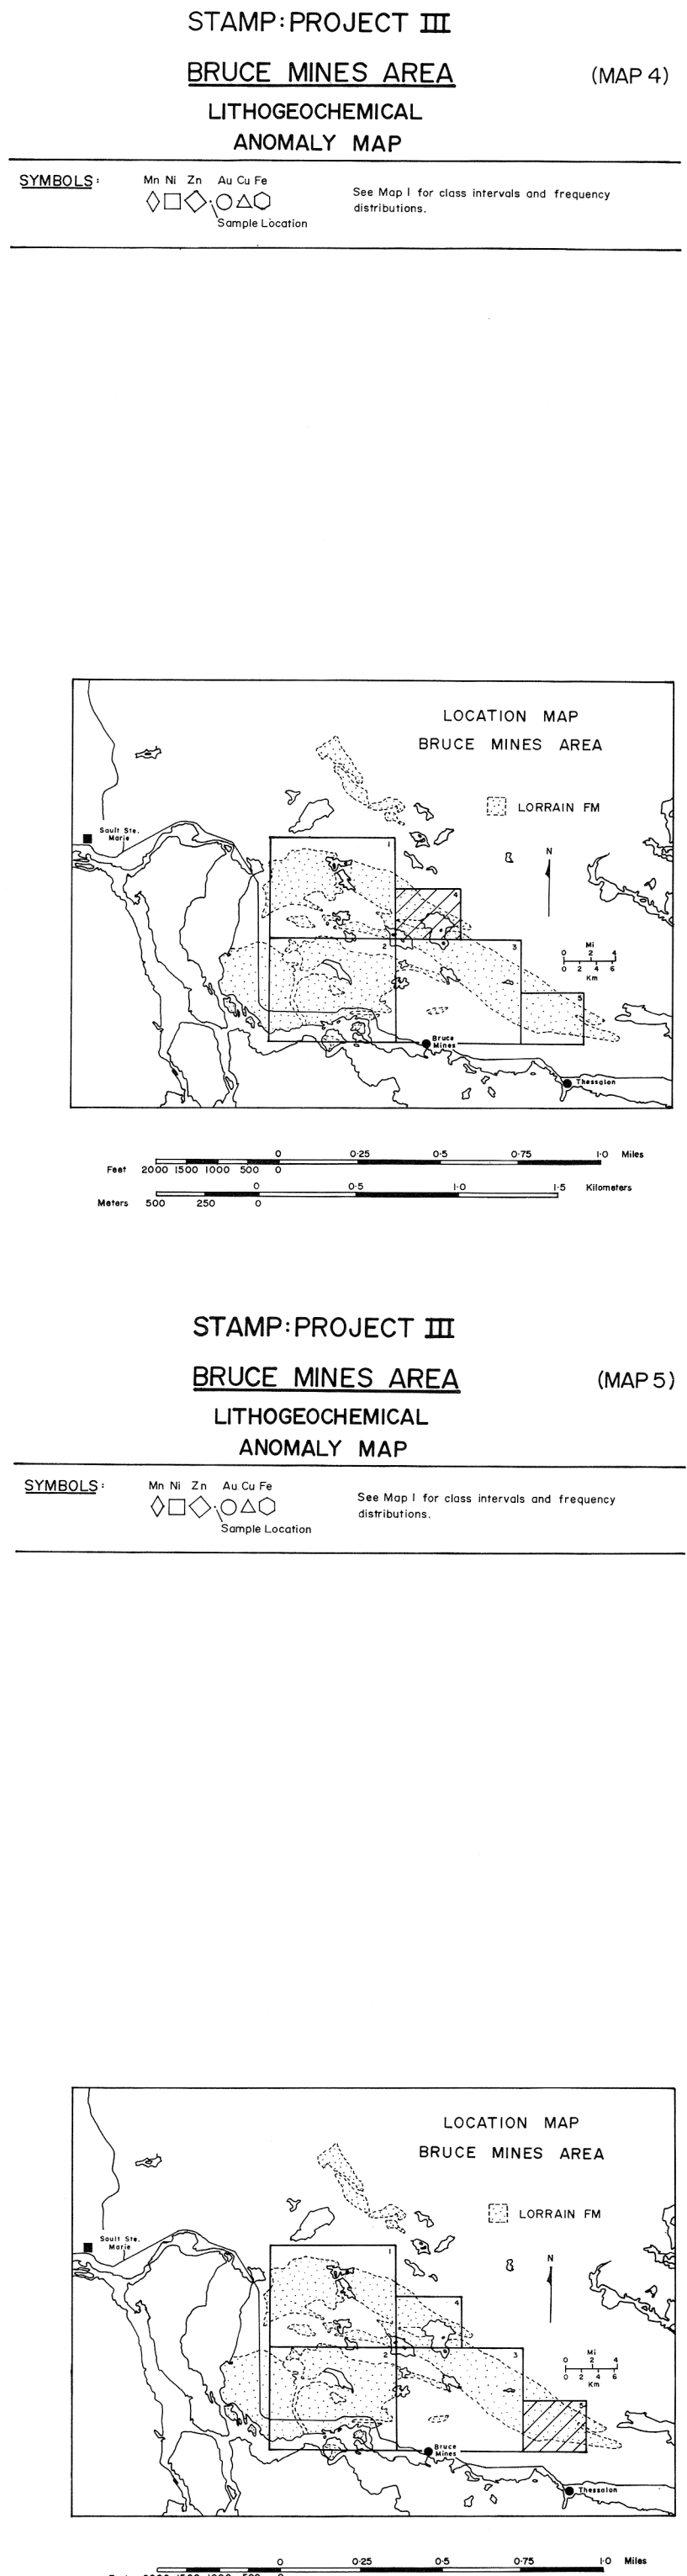 STAMP:PROJECT III
BRUCE MINES AREA (MAP 4)
LITHOGEOCHEMICAL
ANOMALY MAP
SYMBOLS: Mn Ni Zn Au Cu Fe
See Map 1 for class intervals and frequency
distributions.
Sample Location
LOCATION MAP
BRUCE MINES AREA
LORRAIN FM
Sault Ste.
Marie
1
N
4
2
3
Mi
0 2 4
0 2 4 6
Km
5
Bruce
Mines
Thessalon
0 0.25 0.5 0.75 1.0 Miles
Feet 2000 1500 1000 500 0
0 0.5 1.0 1.5 Kilometers
Meters 500 250 0
STAMP:PROJECT III
BRUCE MINES AREA (MAP 5)
LITHOGEOCHEMICAL
ANOMALY MAP
SYMBOLS: Mn Ni Zn Au Cu Fe
See Map 1 for class intervals and frequency
distributions.
Sample Location
LOCATION MAP
BRUCE MINES AREA
LORRAIN FM
Sault Ste.
Marie
1
N
4
2
3
Mi
0 2 4
0 2 4 6
Km
5
Bruce
Mines
Thessalon
0 0.25 0.5 0.75 1.0 Miles